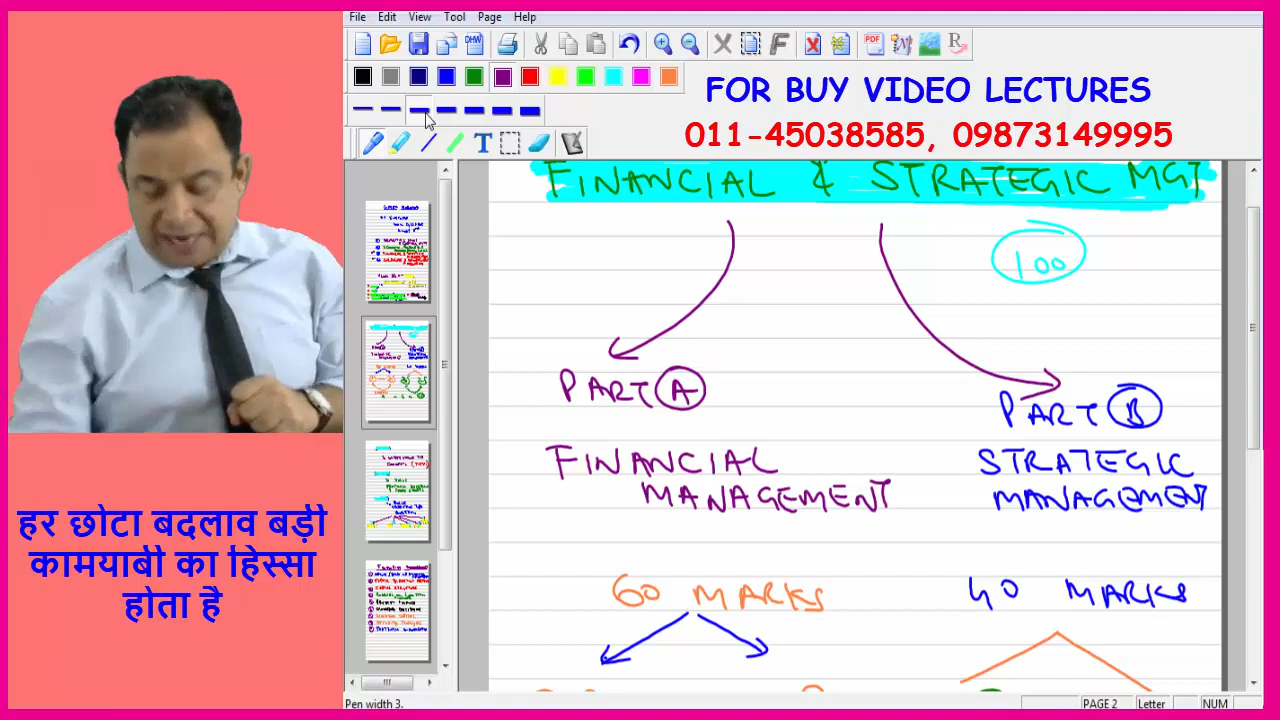 File Edit View Tool Page Help
FOR BUY VIDEO LECTURES
011-45038585, 09873149995
FINANCIAL & STRATEGIC MGT
100
PART A
PART B
FINANCIAL
MANAGEMENT
STRATEGIC
MANAGEMENT
60 MARKS
40 MARKS
हर छोटा बदलाव बड़ी
कामयाबी का हिस्सा
होता है
Pen width 3.
PAGE 2
Letter
NUM